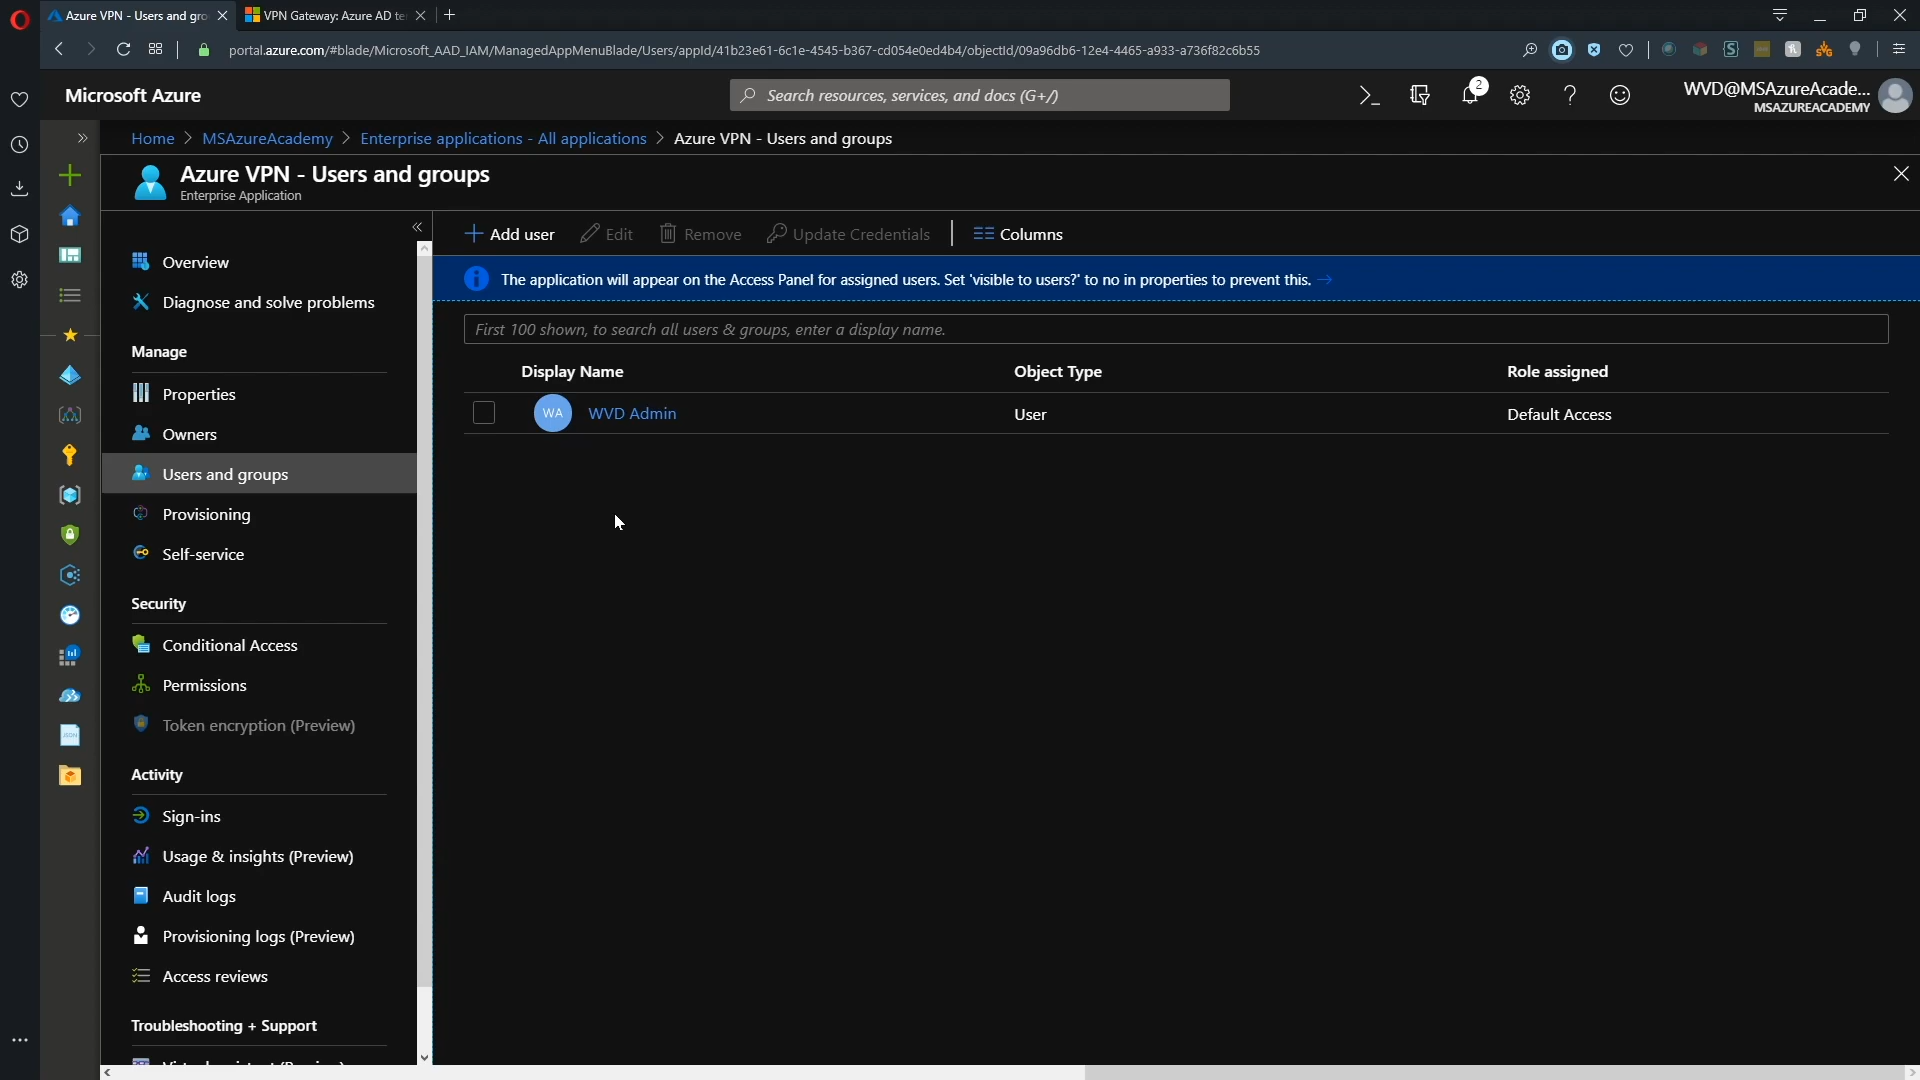 Azure VPN - Users and gro
VPN Gateway: Azure AD te
portal.azure.com/#blade/Microsoft_AAD_IAM/ManagedAppMenuBlade/Users/appId/41b23e61-6c1e-4545-b367-cd054e0ed4b4/objectId/09a96db6-12e4-4465-a933-a736f82c6b55
Microsoft Azure
Search resources, services, and docs (G+/)
2
WVD@MSAzureAcade...
MSAZUREACADEMY
Home > MSAzureAcademy > Enterprise applications - All applications > Azure VPN - Users and groups
Azure VPN - Users and groups
Enterprise Application
Overview
Diagnose and solve problems
Manage
Properties
Owners
Users and groups
Provisioning
Self-service
Security
Conditional Access
Permissions
Token encryption (Preview)
Activity
Sign-ins
Usage & insights (Preview)
Audit logs
Provisioning logs (Preview)
Access reviews
Troubleshooting + Support
Add user
Edit
Remove
Update Credentials
Columns
The application will appear on the Access Panel for assigned users. Set 'visible to users?' to no in properties to prevent this. →
First 100 shown, to search all users & groups, enter a display name.
Display Name
Object Type
Role assigned
WA
WVD Admin
User
Default Access